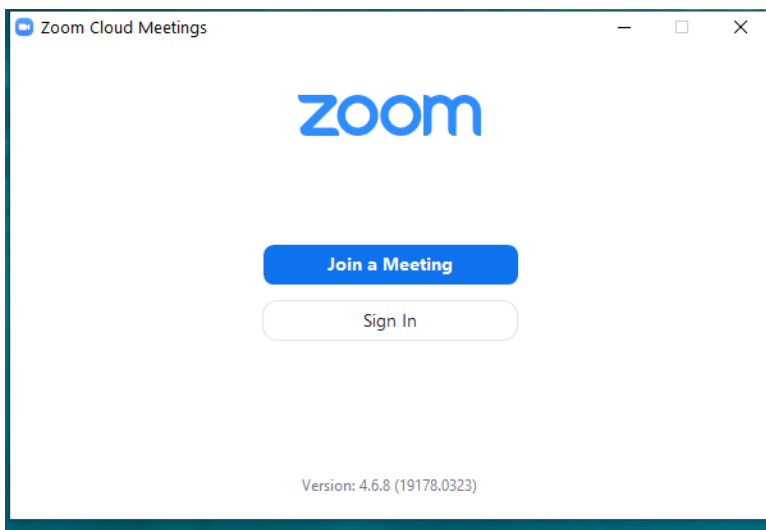 Zoom Cloud Meetings
zoom
Join a Meeting
Sign In
Version: 4.6.8 (19178.0323)